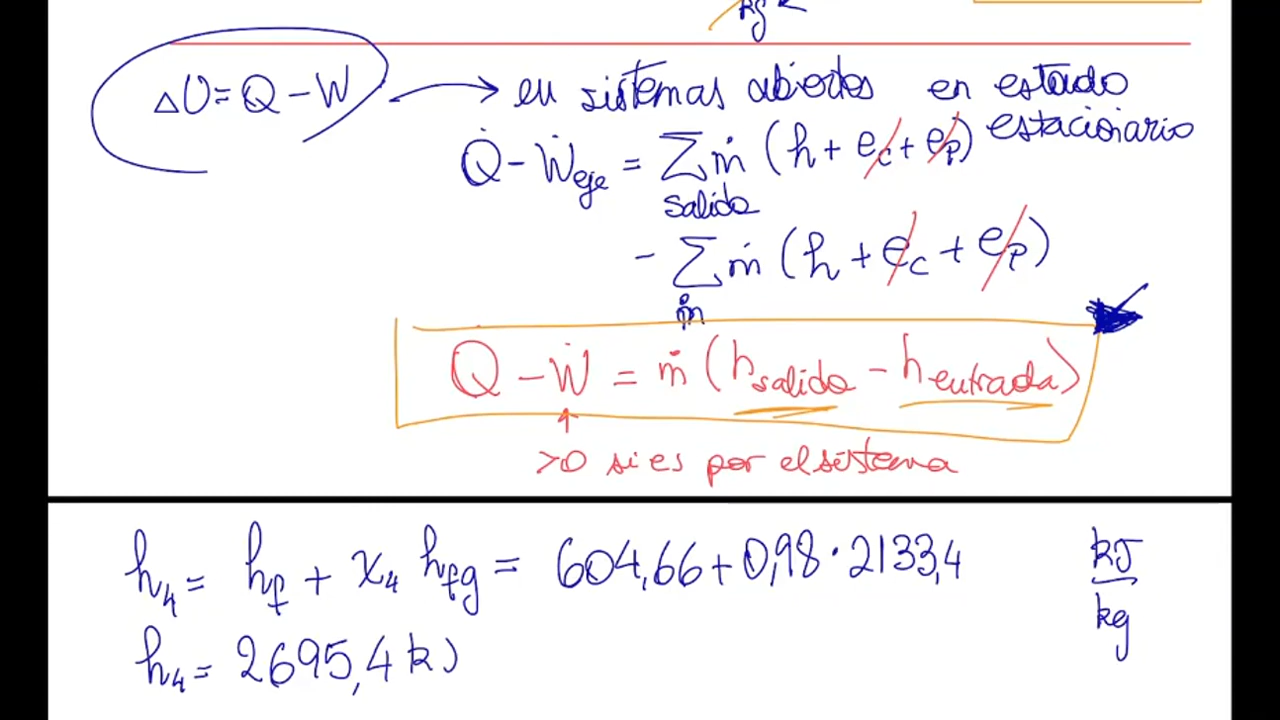 kg
ΔU = Q - W → en sistemas abiertos en estado estacionario
Q̇ - Ẇeje = Σ ṁ (h + ec + ep)
salida
- Σ ṁ (h + ec + ep)
in
Q̇ - Ẇ = ṁ (hsalida - hentrada)
>0 si es por el sistema
h4 = hf + x4 hfg = 604,66 + 0,98 · 2133,4 kJ/kg
h4 = 2695,4 kJ